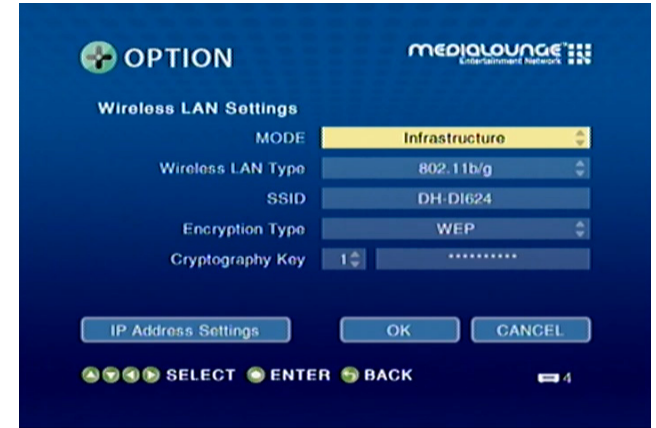 OPTION
MEDIALOUNGE
Entertainment Network
Wireless LAN Settings
MODE Infrastructure
Wireless LAN Type 802.11b/g
SSID DH-DI624
Encryption Type WEP
Cryptography Key 1 **********
IP Address Settings OK CANCEL
SELECT ENTER BACK 4